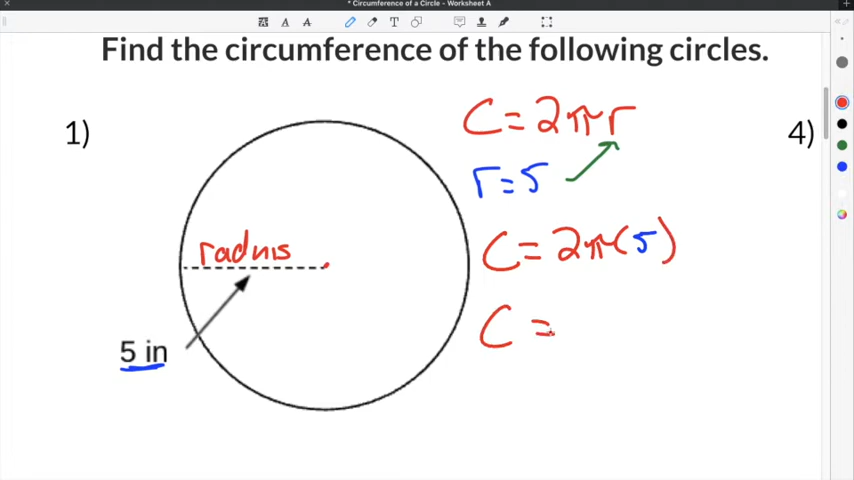 * Circumference of a Circle - Worksheet A
Find the circumference of the following circles.
1)
C = 2πr
4)
r = 5
radius
C = 2π(5)
C =
5 in